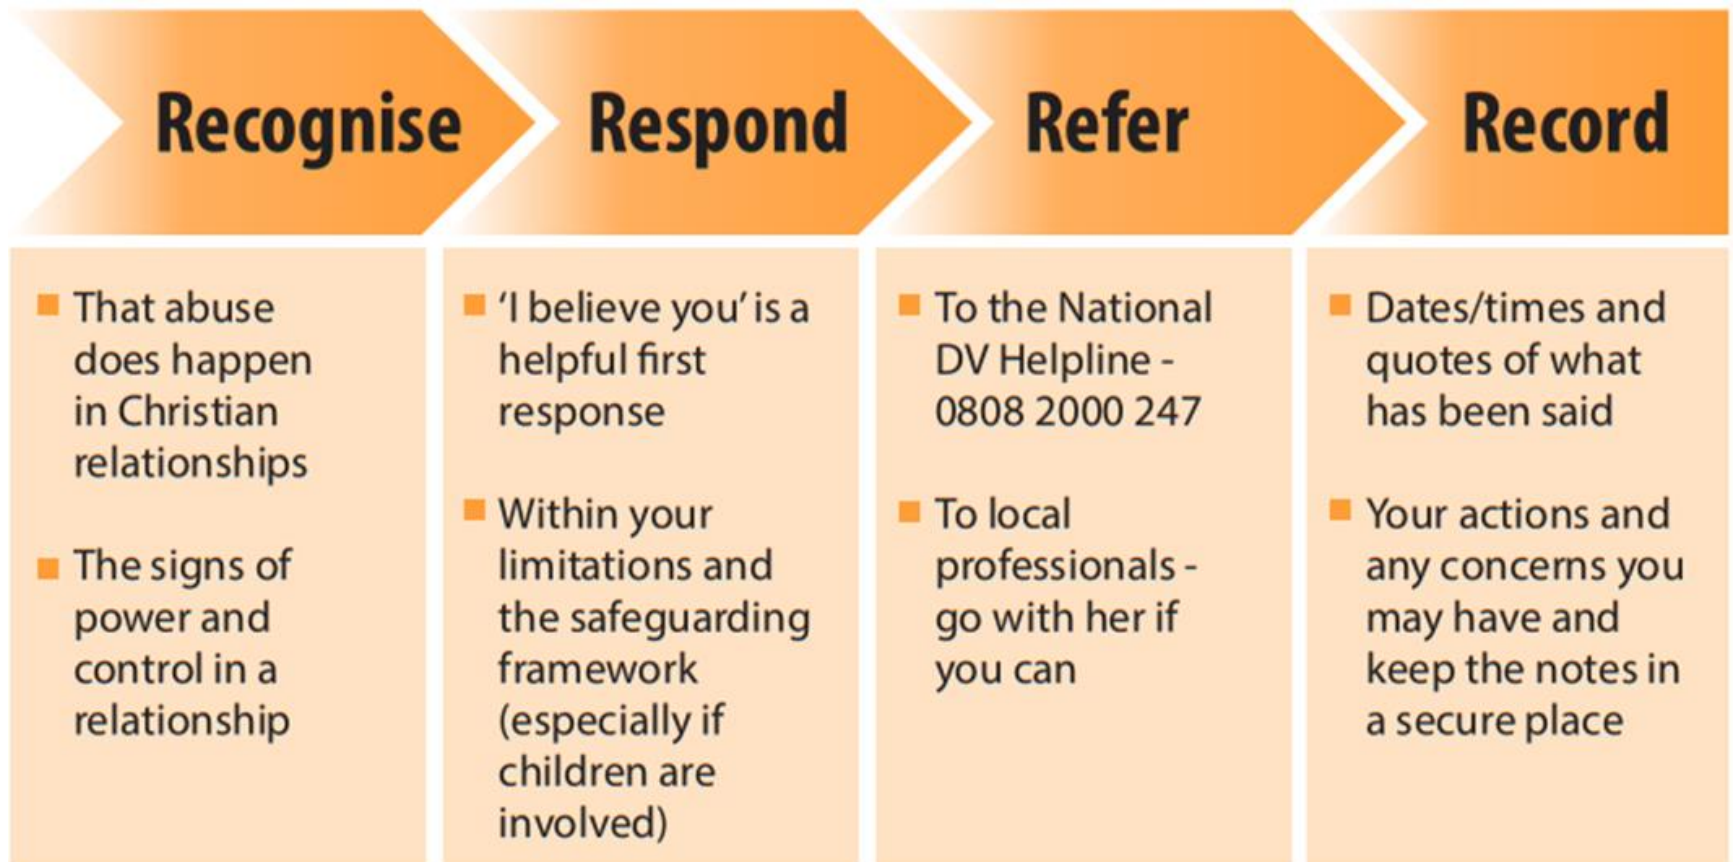 Recognise
Respond
Refer
Record
That abuse
does happen
in Christian
relationships
The signs of
power and
control in a
relationship
‘I believe you’ is a
helpful first
response
Within your
limitations and
the safeguarding
framework
(especially if
children are
involved)
To the National
DV Helpline -
0808 2000 247
To local
professionals -
go with her if
you can
Dates/times and
quotes of what
has been said
Your actions and
any concerns you
may have and
keep the notes in
a secure place